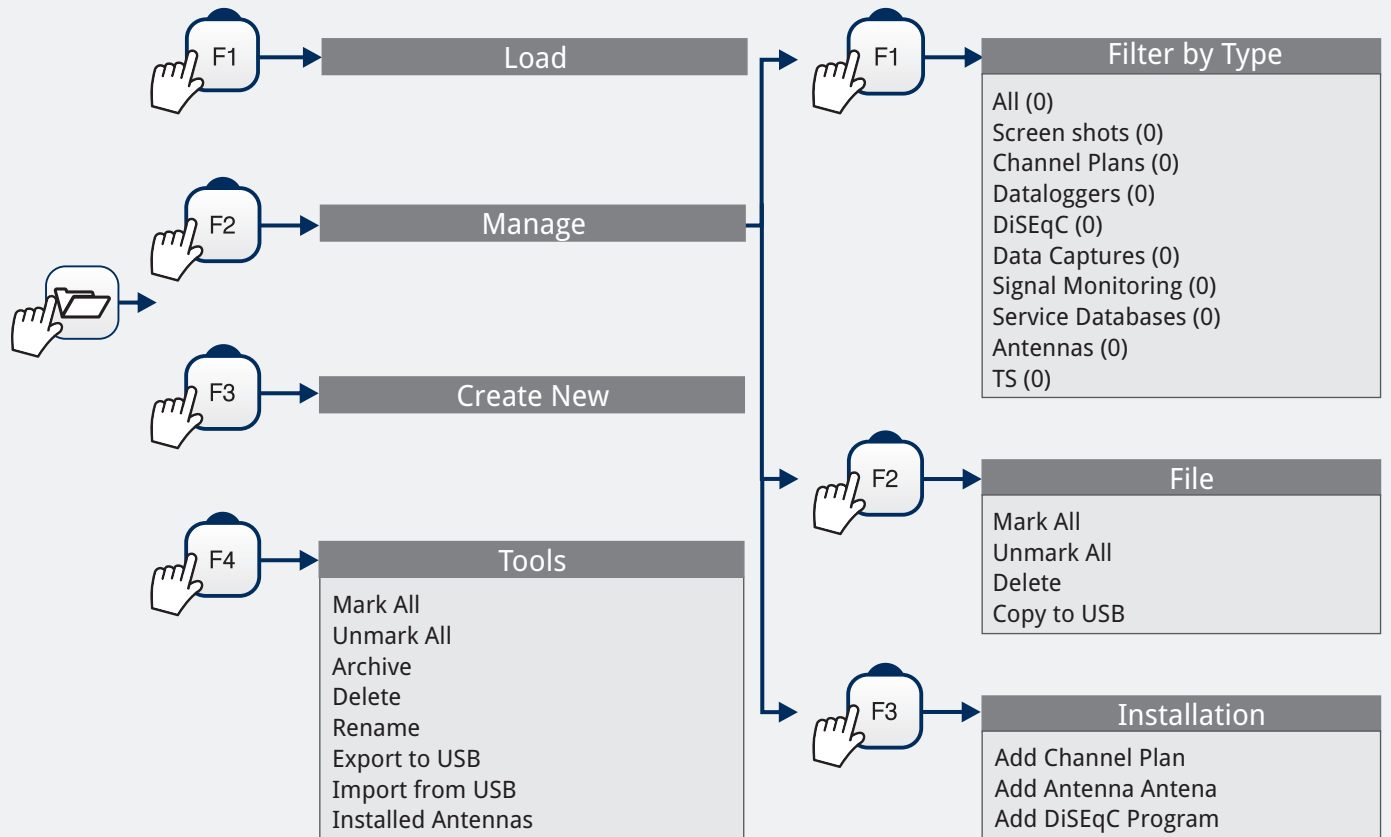 F1
Load
F2
Manage
F3
Create New
F4
Tools
Mark All
Unmark All
Archive
Delete
Rename
Export to USB
Import from USB
Installed Antennas
F1
Filter by Type
All (0)
Screen shots (0)
Channel Plans (0)
Dataloggers (0)
DiSEqC (0)
Data Captures (0)
Signal Monitoring (0)
Service Databases (0)
Antennas (0)
TS (0)
F2
File
Mark All
Unmark All
Delete
Copy to USB
F3
Installation
Add Channel Plan
Add Antenna Antena
Add DiSEqC Program